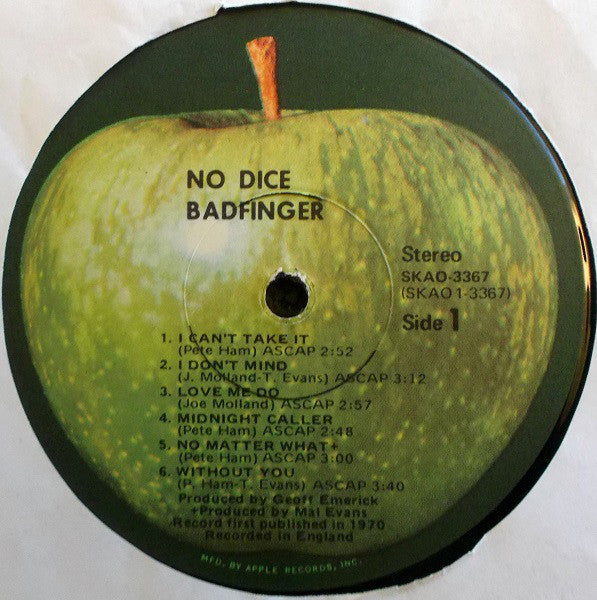 NO DICE
BADFINGER
Stereo
SKAO-3367
(SKAO 1-3367)
Side 1
1. I CAN'T TAKE IT
(Pete Ham) ASCAP 2:52
2. I DON'T MIND
(J. Molland-T. Evans) ASCAP 3:12
3. LOVE ME DO
(Joe Molland) ASCAP 2:57
4. MIDNIGHT CALLER
(Pete Ham) ASCAP 2:48
5. NO MATTER WHAT+
(Pete Ham) ASCAP 3:00
6. WITHOUT YOU
(P. Ham-T. Evans) ASCAP 3:40
Produced by Geoff Emerick
+Produced by Mal Evans
Record first published in 1970
Recorded in England
MFD. BY APPLE RECORDS, INC.